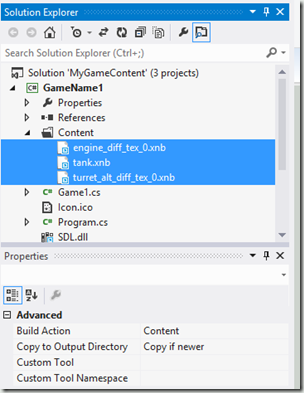 Solution Explorer
Search Solution Explorer (Ctrl+;)
Solution 'MyGameContent' (3 projects)
GameName1
Properties
References
Content
engine_diff_tex_0.xnb
tank.xnb
turret_alt_diff_tex_0.xnb
Game1.cs
Icon.ico
Program.cs
SDL.dll
Properties
Advanced
Build Action Content
Copy to Output Directory Copy if newer
Custom Tool
Custom Tool Namespace